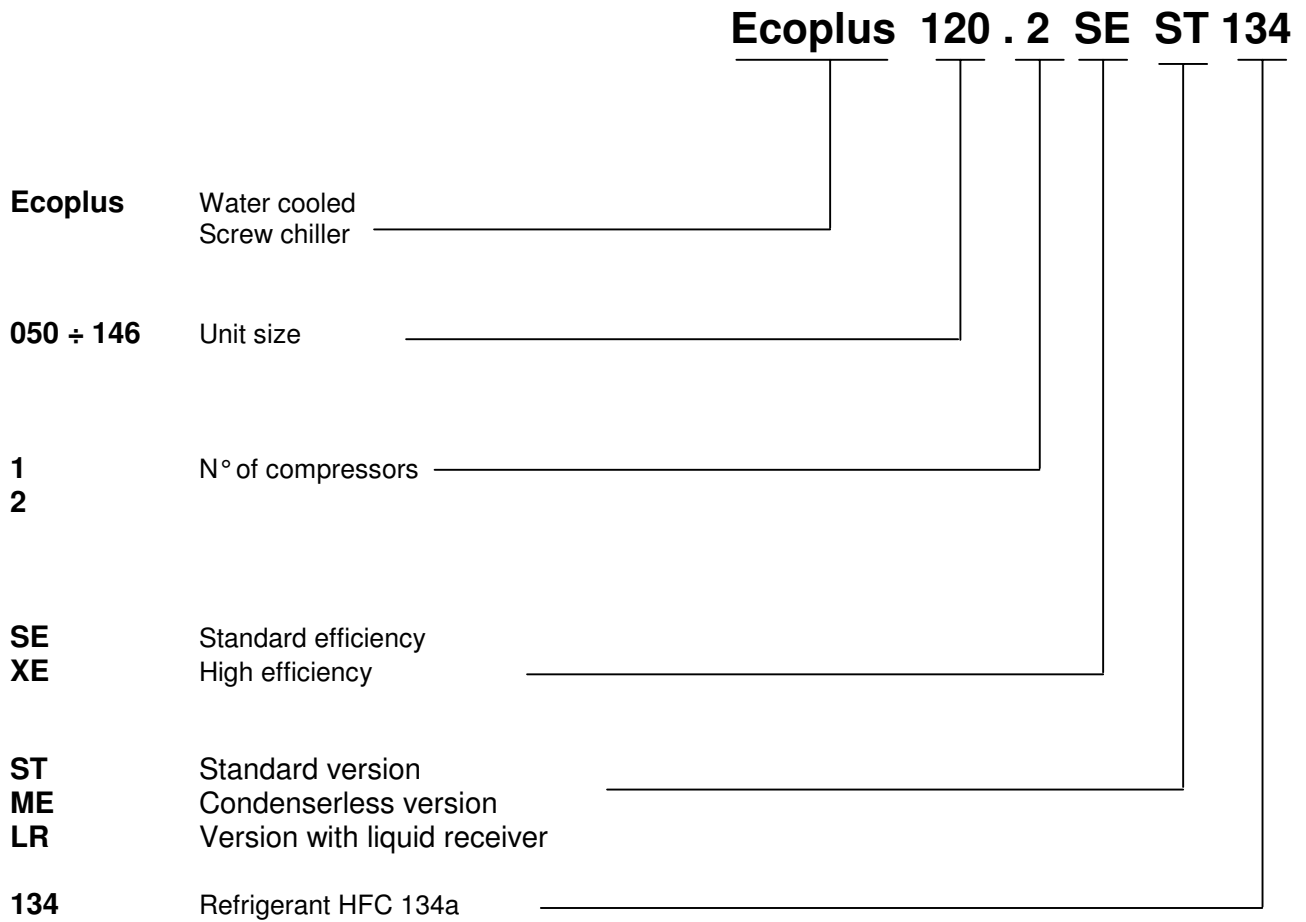 Ecoplus 120 . 2 SE ST 134
Ecoplus Water cooled
Screw chiller
050 ÷ 146 Unit size
1 N° of compressors
2
SE Standard efficiency
XE High efficiency
ST Standard version
ME Condenserless version
LR Version with liquid receiver
134 Refrigerant HFC 134a